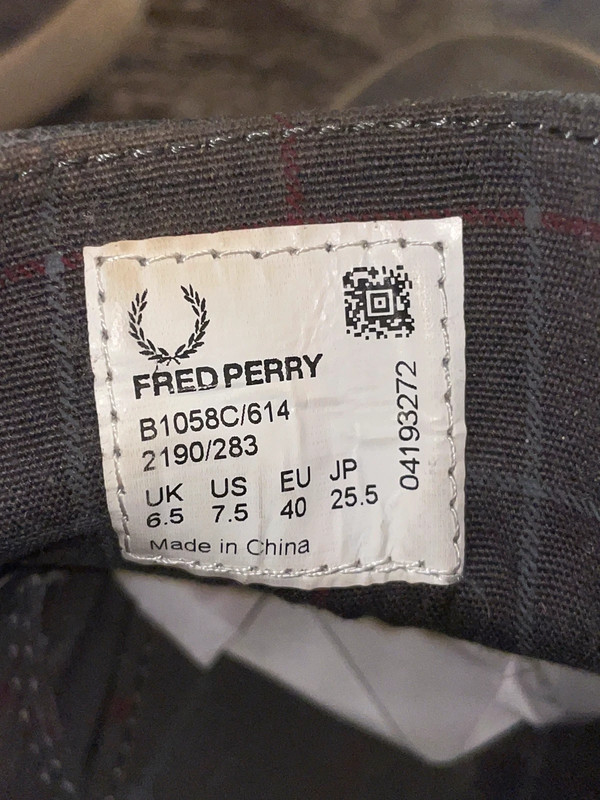 FRED PERRY
B1058C/614
2190/283
UK US EU JP
6.5 7.5 40 25.5
Made in China
04193272